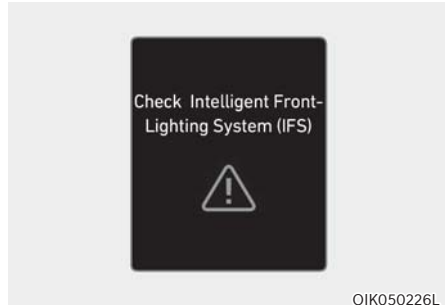 Check Intelligent Front-
Lighting System (IFS)
OIK050226L